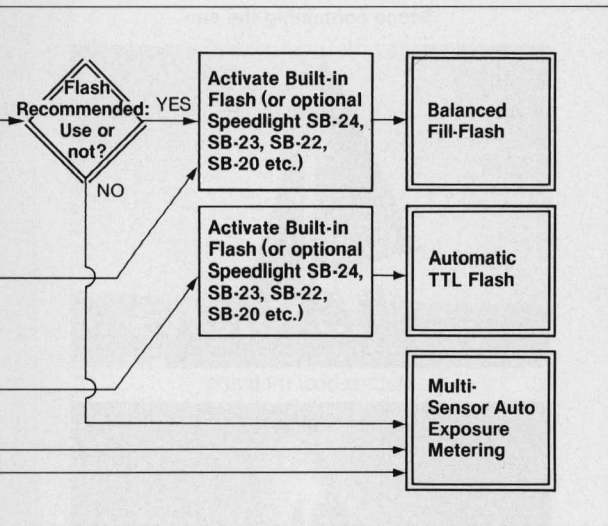 Flash
Recommended:
Use or
not?
YES
NO
Activate Built-in
Flash (or optional
Speedlight SB-24,
SB-23, SB-22,
SB-20 etc.)
Balanced
Fill-Flash
Activate Built-in
Flash (or optional
Speedlight SB-24,
SB-23, SB-22,
SB-20 etc.)
Automatic
TTL Flash
Multi-
Sensor Auto
Exposure
Metering